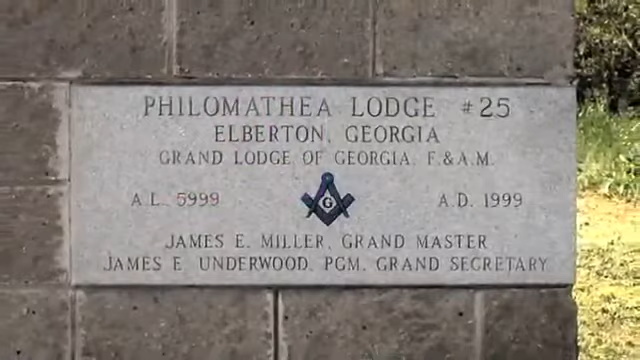 PHILOMATHEA LODGE #25
ELBERTON, GEORGIA
GRAND LODGE OF GEORGIA, F.&A.M.
A.L. 5999 G A.D. 1999
JAMES E. MILLER, GRAND MASTER
JAMES E. UNDERWOOD, PGM, GRAND SECRETARY